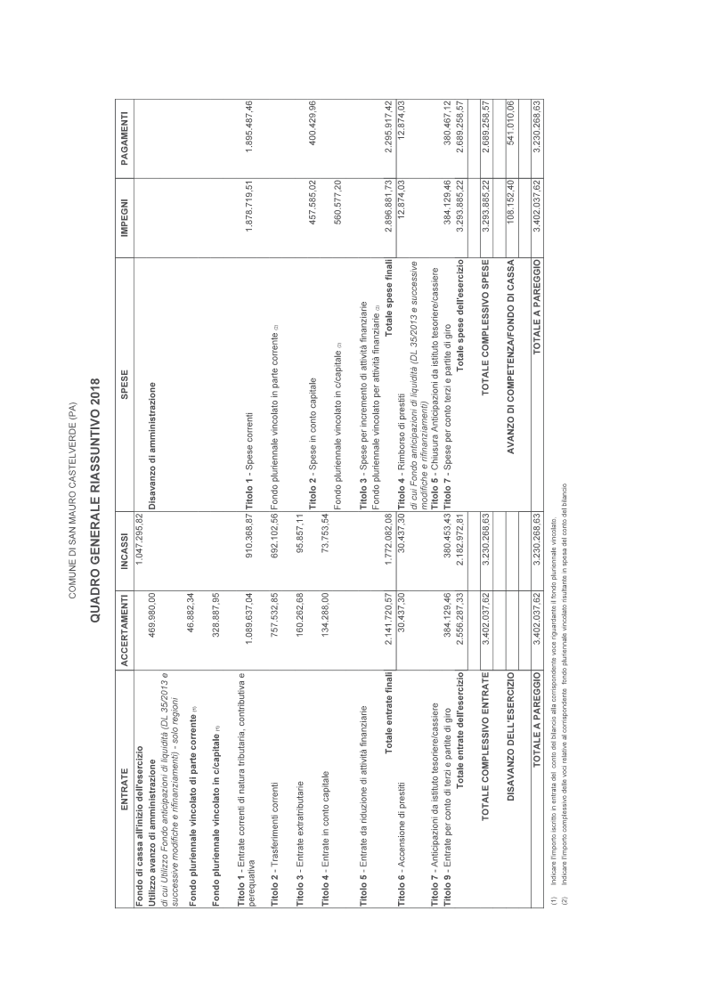 COMUNE DI SAN MAURO CASTELVERDE (PA)
QUADRO GENERALE RIASSUNTIVO 2018
ENTRATE ACCERTAMENTI INCASSI SPESE IMPEGNI PAGAMENTI
Fondo di cassa all'inizio dell'esercizio 1.047.295,82
Utilizzo avanzo di amministrazione 469.980,00 Disavanzo di amministrazione
di cui Utilizzo Fondo anticipazioni di liquidità (DL 35/2013 e
successive modifiche e rifinanziamenti) - solo regioni
Fondo pluriennale vincolato di parte corrente (1) 46.882,34
Fondo pluriennale vincolato in c/capitale (1) 328.887,95
Titolo 1 - Entrate correnti di natura tributaria, contributiva e 1.089.637,04 910.368,87 Titolo 1 - Spese correnti 1.878.719,51 1.895.487,46
perequativa
Titolo 2 - Trasferimenti correnti 757.532,85 692.102,56 Fondo pluriennale vincolato in parte corrente (2)
Titolo 3 - Entrate extratributarie 160.262,68 95.857,11
Titolo 2 - Spese in conto capitale 457.585,02 400.429,96
Titolo 4 - Entrate in conto capitale 134.288,00 73.753,54
Fondo pluriennale vincolato in c/capitale (2) 560.577,20
Titolo 5 - Entrate da riduzione di attività finanziarie Titolo 3 - Spese per incremento di attività finanziarie
Fondo pluriennale vincolato per attività finanziarie (2)
Totale entrate finali 2.141.720,57 1.772.082,08 Totale spese finali 2.896.881,73 2.295.917,42
Titolo 6 - Accensione di prestiti 30.437,30 30.437,30 Titolo 4 - Rimborso di prestiti 12.874,03 12.874,03
di cui Fondo anticipazioni di liquidità (DL 35/2013 e successive
modifiche e rifinanziamenti)
Titolo 7 - Anticipazioni da istituto tesoriere/cassiere Titolo 5 - Chiusura Anticipazioni da istituto tesoriere/cassiere
Titolo 9 - Entrate per conto di terzi e partite di giro 384.129,46 380.453,43 Titolo 7 - Spese per conto terzi e partite di giro 384.129,46 380.467,12
Totale entrate dell'esercizio 2.556.287,33 2.182.972,81 Totale spese dell'esercizio 3.293.885,22 2.689.258,57
TOTALE COMPLESSIVO ENTRATE 3.402.037,62 3.230.268,63 TOTALE COMPLESSIVO SPESE 3.293.885,22 2.689.258,57
DISAVANZO DELL'ESERCIZIO AVANZO DI COMPETENZA/FONDO DI CASSA 108.152,40 541.010,06
TOTALE A PAREGGIO 3.402.037,62 3.230.268,63 TOTALE A PAREGGIO 3.402.037,62 3.230.268,63
(1) Indicare l'importo iscritto in entrata del conto del bilancio alla corrispondente voce riguardante il fondo pluriennale vincolato.
(2) Indicare l'importo complessivo delle voci relative al corrispondente fondo pluriennale vincolato risultante in spesa del conto del bilancio